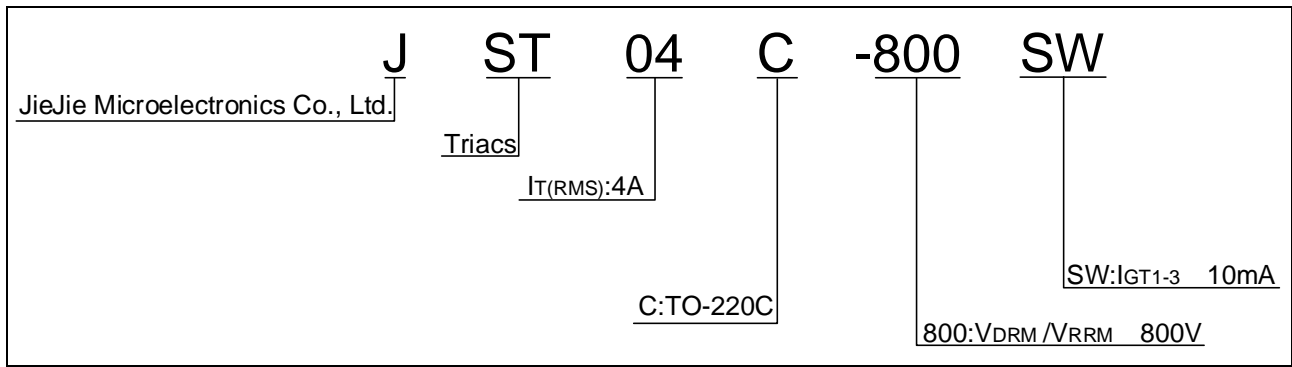 J ST 04 C -800 SW
JieJie Microelectronics Co., Ltd.
Triacs
IT(RMS):4A
SW:IGT1-3 10mA
C:TO-220C
800:VDRM /VRRM 800V